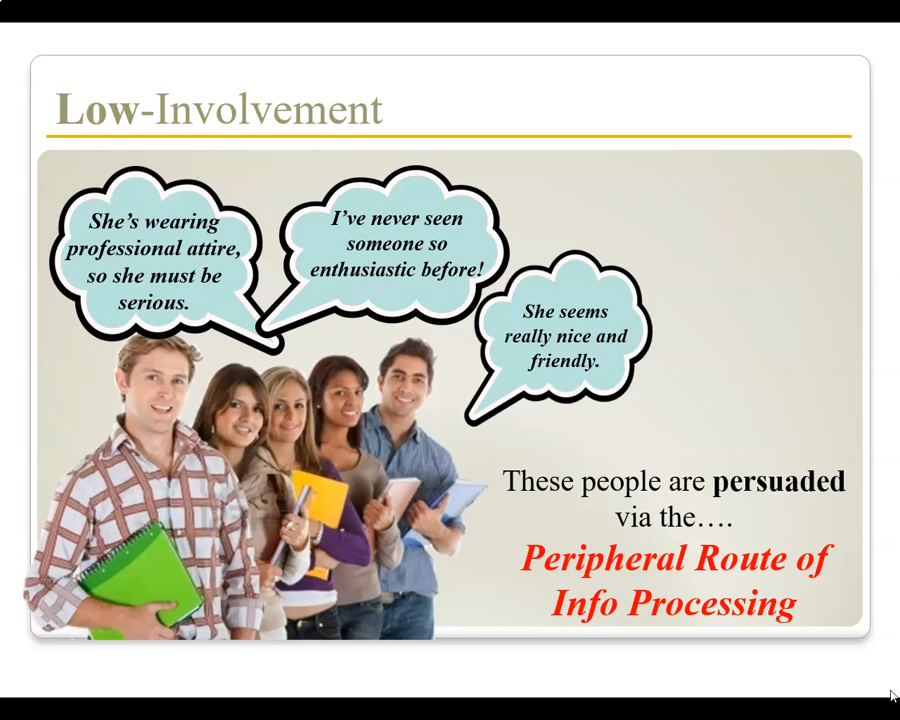 Low-Involvement
She's wearing
professional attire,
so she must be
serious.
I've never seen
someone so
enthusiastic before!
She seems
really nice and
friendly.
These people are persuaded
via the….
Peripheral Route of
Info Processing